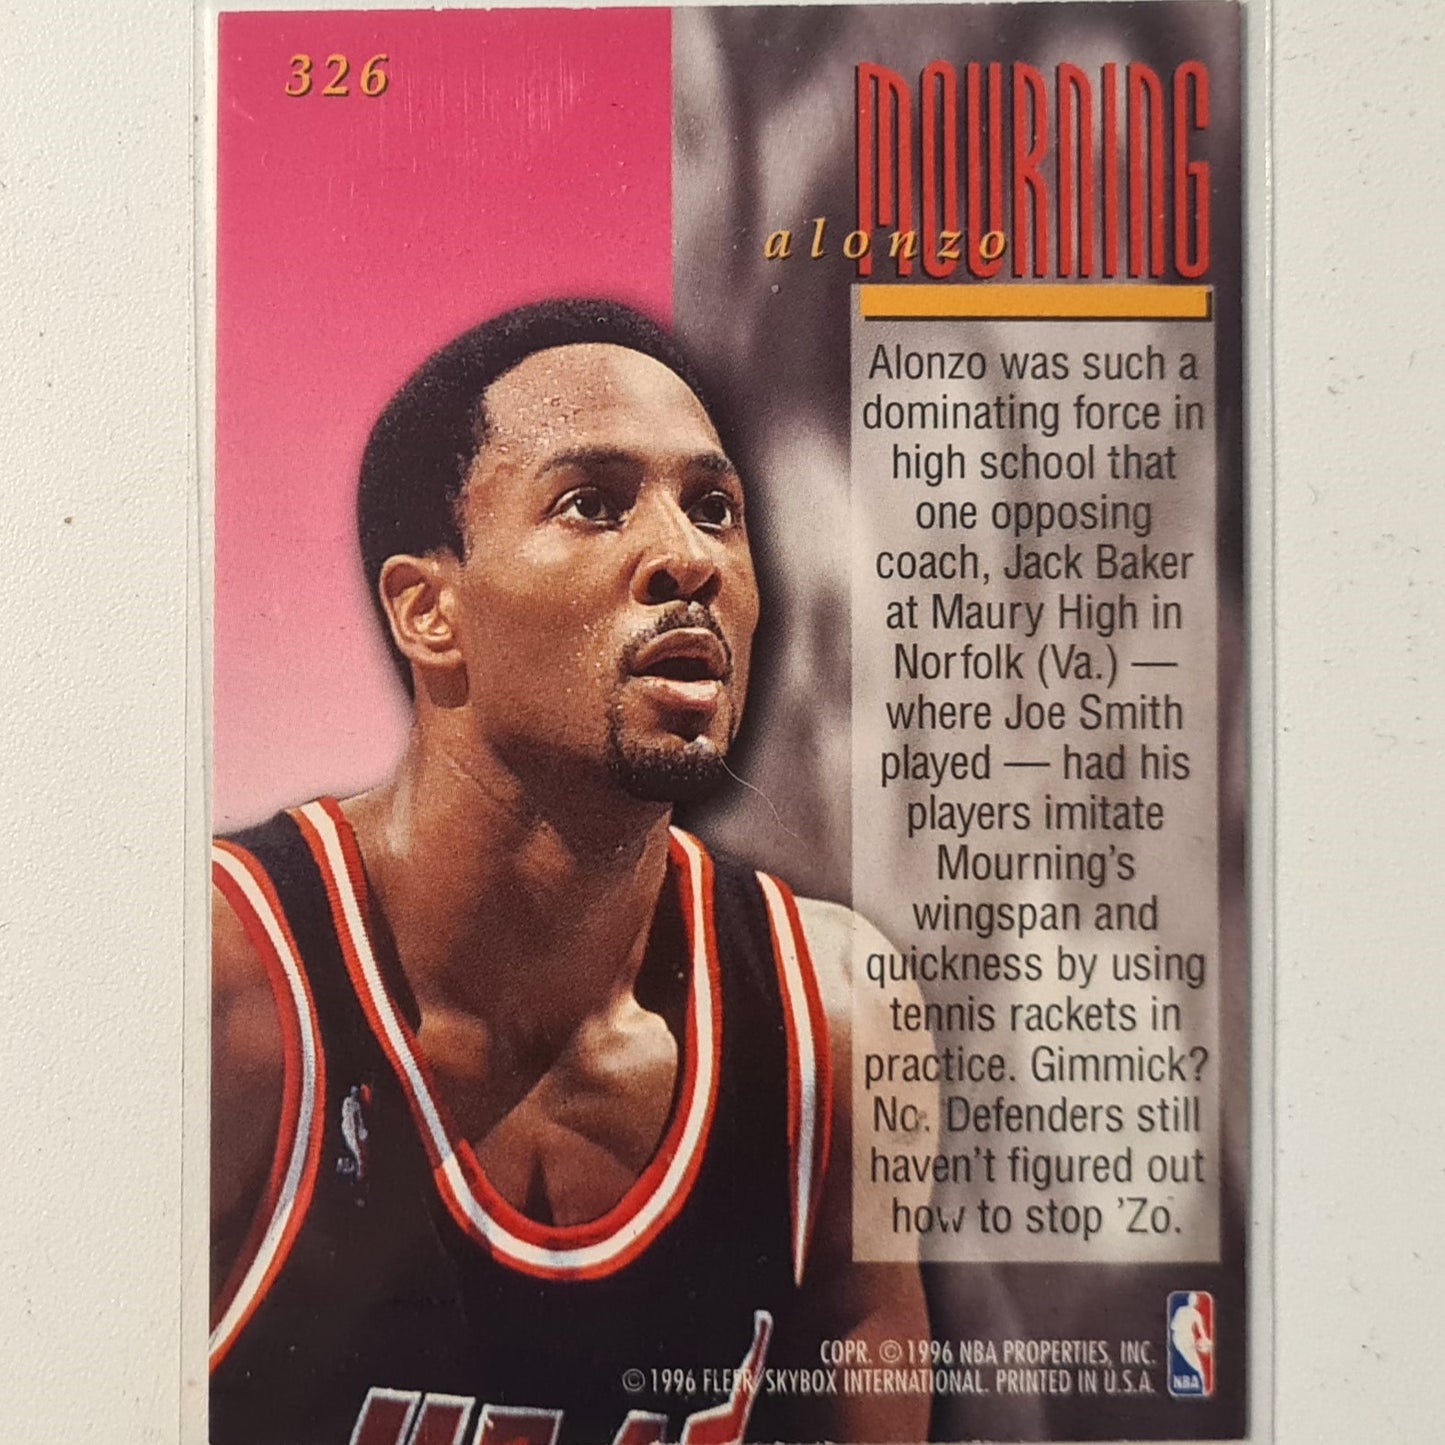 326
MOURNING
alonzo
Alonzo was such a
dominating force in
high school that
one opposing
coach, Jack Baker
at Maury High in
Norfolk (Va.) —
where Joe Smith
played — had his
players imitate
Mourning's
wingspan and
quickness by using
tennis rackets in
practice. Gimmick?
No. Defenders still
haven't figured out
how to stop 'Zo.
NBA
HEAT
COPR. © 1996 NBA PROPERTIES, INC.
© 1996 FLEER/SKYBOX INTERNATIONAL. PRINTED IN U.S.A.
NBA